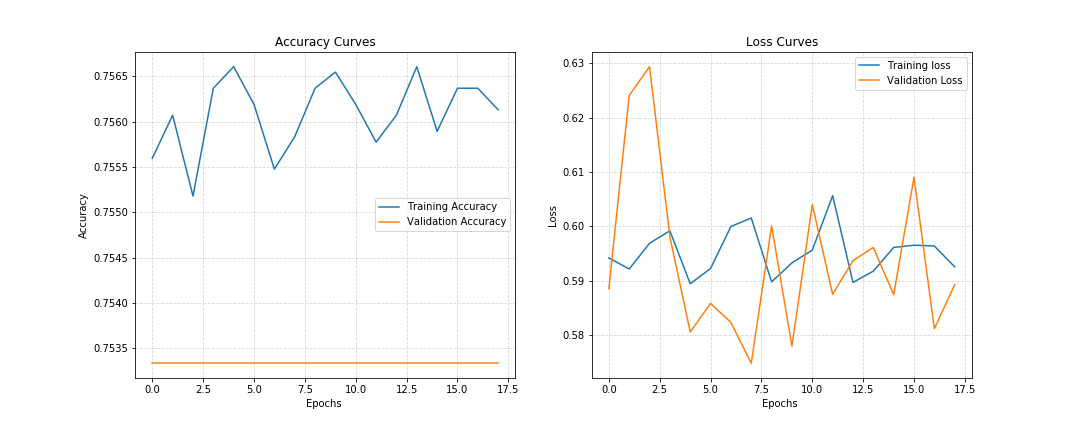 Accuracy Curves
0.7565
0.7560
0.7555
0.7550
0.7545
0.7540
0.7535
Accuracy
Training Accuracy
Validation Accuracy
0.0 2.5 5.0 7.5 10.0 12.5 15.0 17.5
Epochs
Loss Curves
0.63
0.62
0.61
0.60
0.59
0.58
Loss
Training loss
Validation Loss
0.0 2.5 5.0 7.5 10.0 12.5 15.0 17.5
Epochs